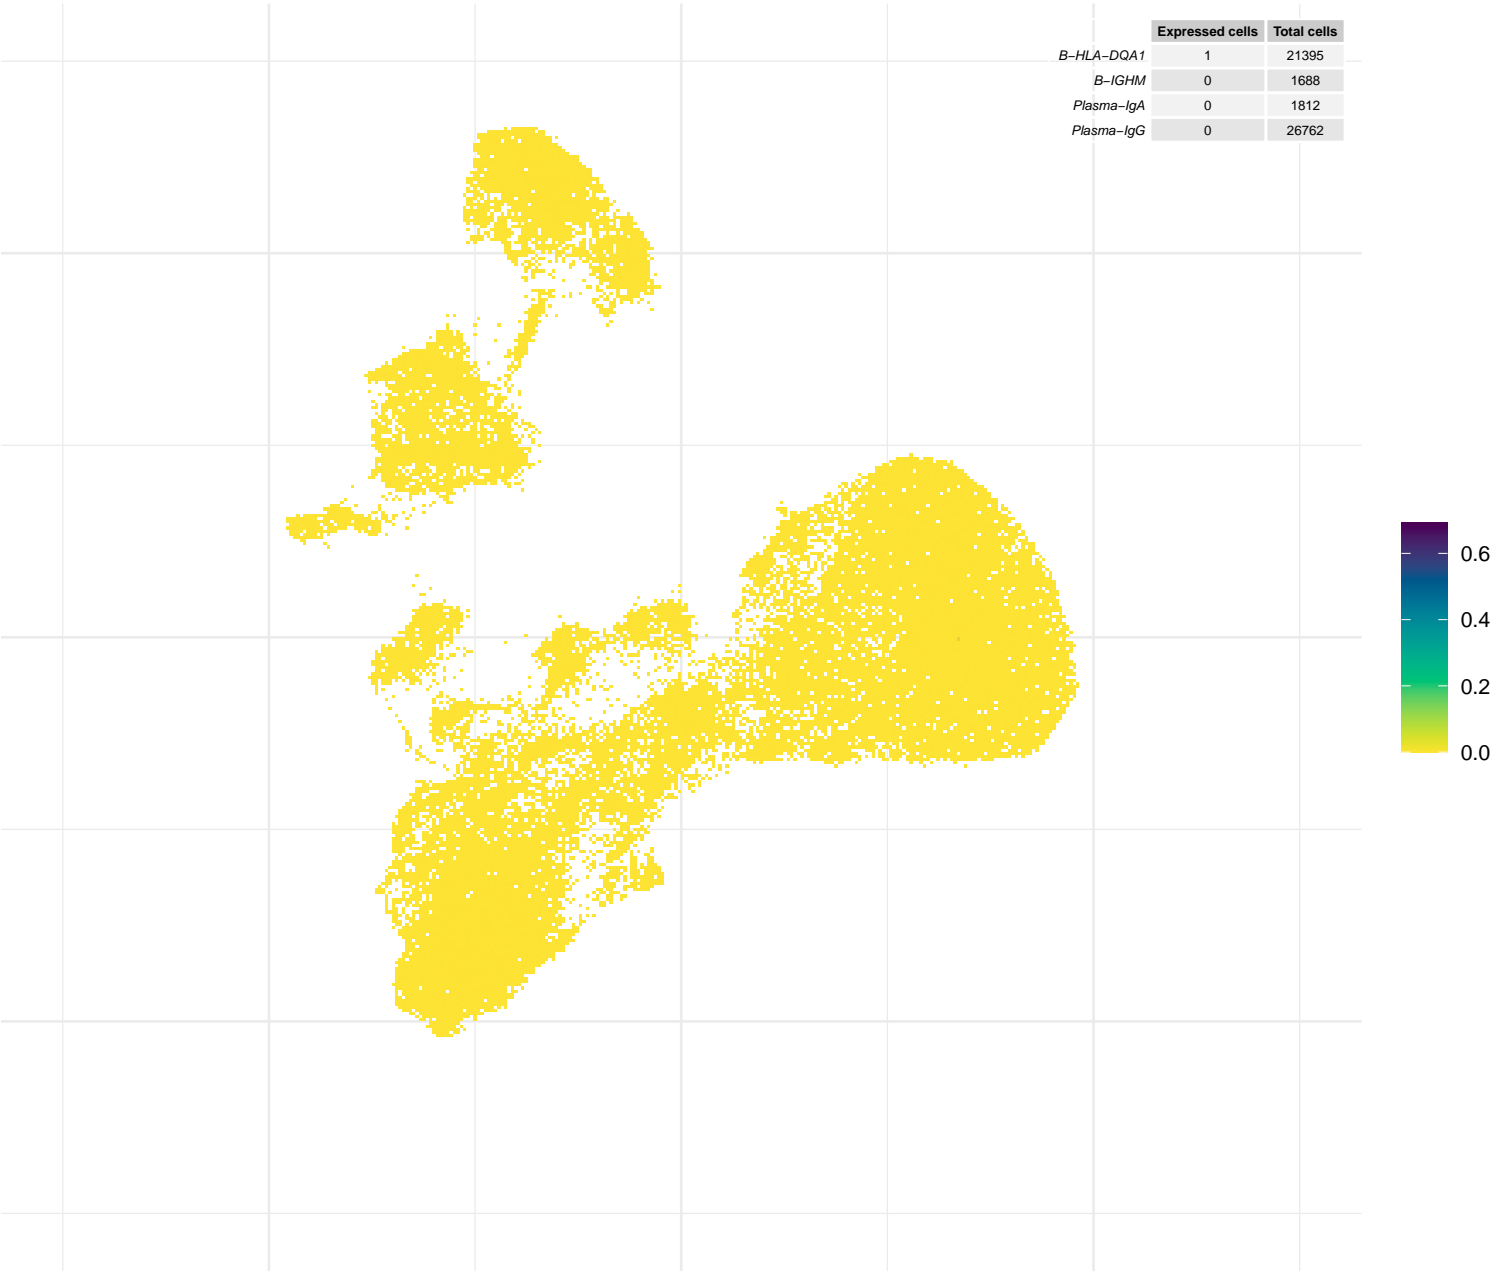 Expressed cells Total cells
B−HLA−DQA1 1 21395
B−IGHM 0 1688
Plasma−IgA 0 1812
Plasma−IgG 0 26762
0.6
0.4
0.2
0.0